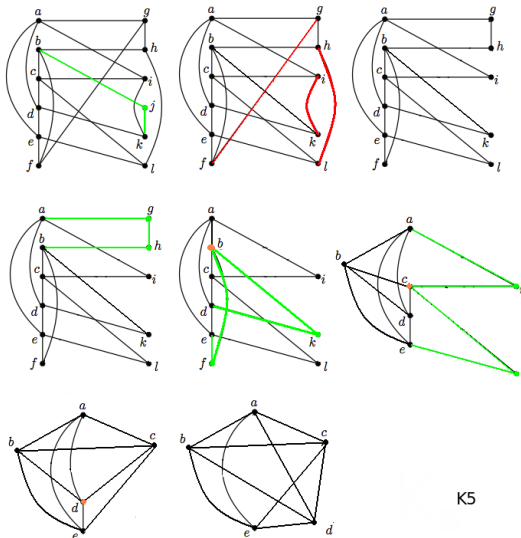 a g a g a g
b h b h b h
c i c i c i
d j d d
e k e k e k
f l f l f l
a g a
b h b a
c i c i b c i
d d d
e k e k e
f l f l
a a
b c b c
d
e e d
K5